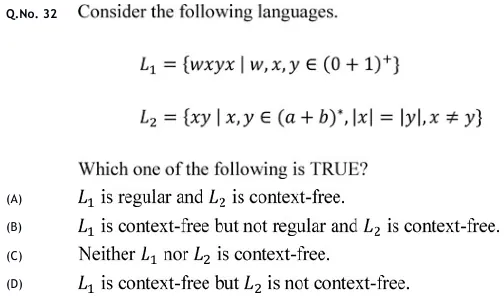 Q.No. 32 Consider the following languages.
L₁ = {wxyx | w, x, y ∈ (0 + 1)⁺}
L₂ = {xy | x, y ∈ (a + b)*, |x| = |y|, x ≠ y}
Which one of the following is TRUE?
(A) L₁ is regular and L₂ is context-free.
(B) L₁ is context-free but not regular and L₂ is context-free.
(C) Neither L₁ nor L₂ is context-free.
(D) L₁ is context-free but L₂ is not context-free.